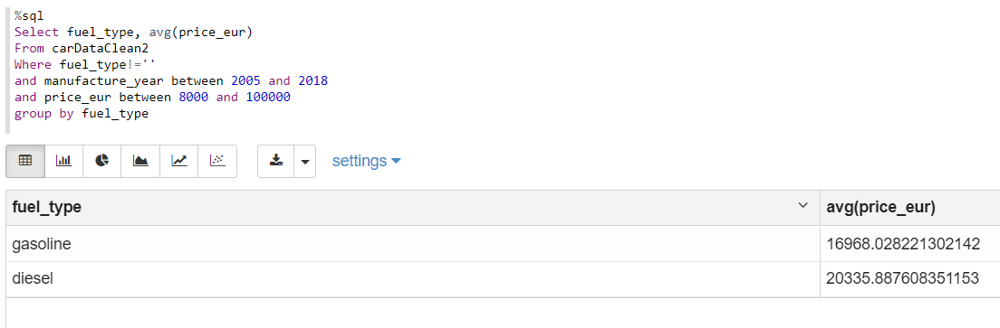 %sql
Select fuel_type, avg(price_eur)
From carDataClean2
Where fuel_type!=''
and manufacture_year between 2005 and 2018
and price_eur between 8000 and 100000
group by fuel_type
settings
fuel_type avg(price_eur)
gasoline 16968.028221302142
diesel 20335.887608351153